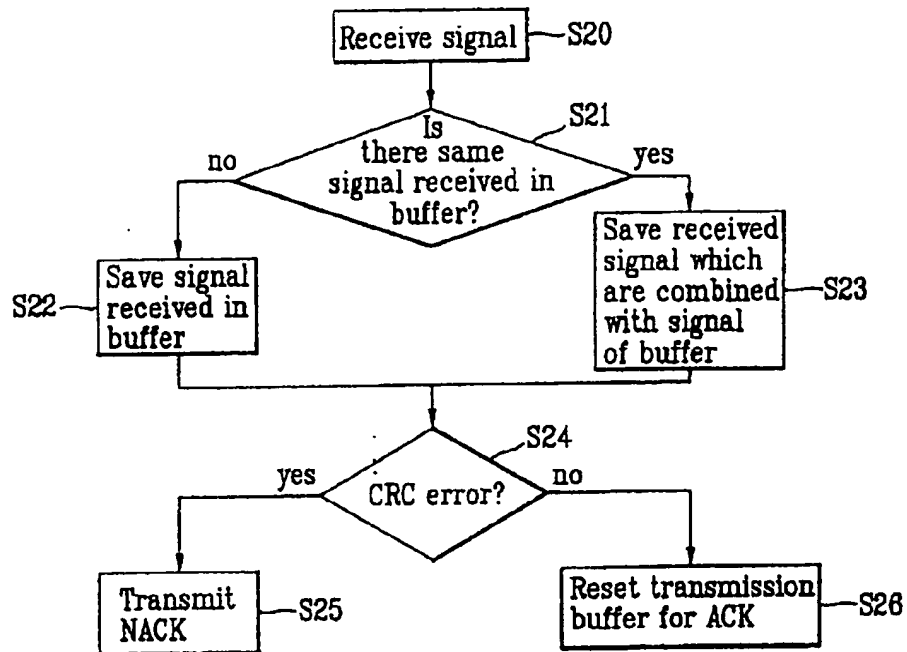 Receive signal
S20
Is
there same
signal received in
buffer?
S21
no
yes
Save signal
received in
buffer
S22
Save received
signal which
are combined
with signal
of buffer
S23
CRC error?
S24
yes
no
Transmit
NACK
S25
Reset transmission
buffer for ACK
S26